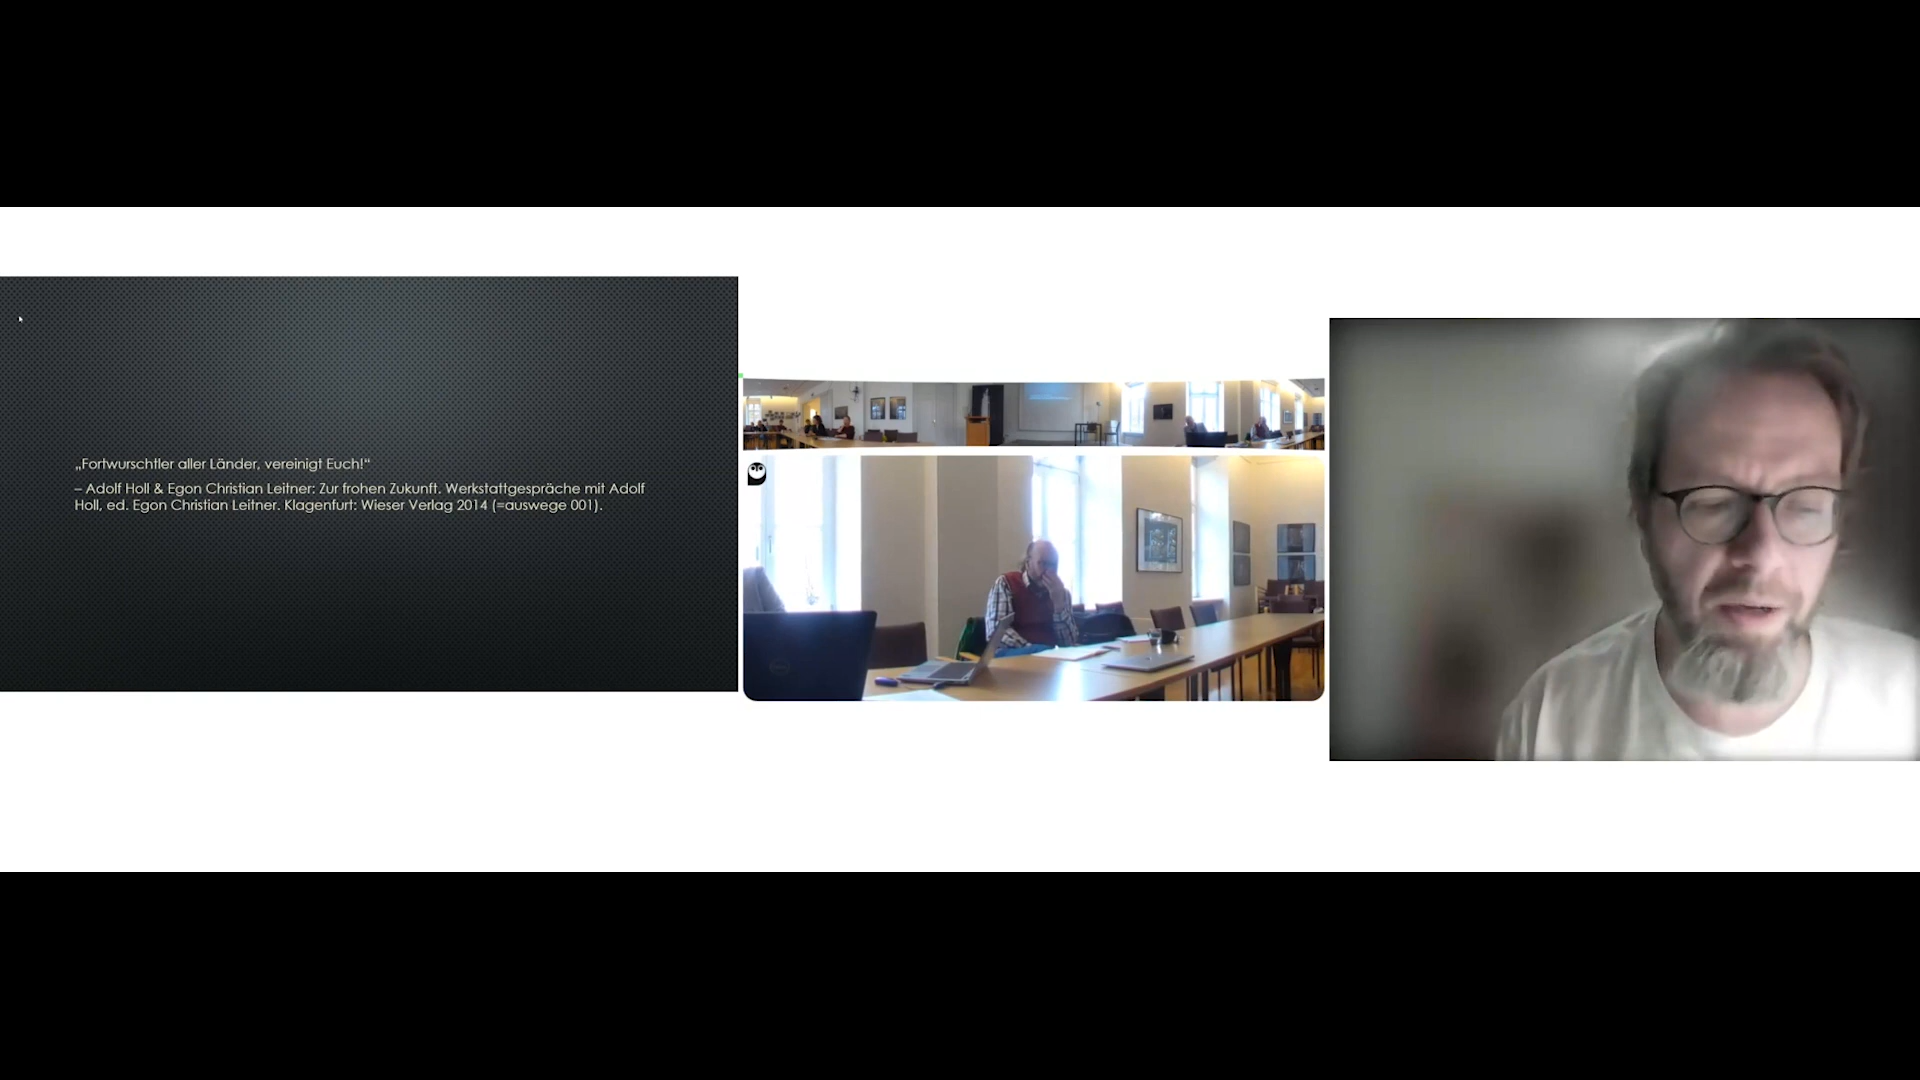 „Fortwurschtler aller Länder, vereinigt Euch!“
– Adolf Holl & Egon Christian Leitner: Zur frohen Zukunft. Werkstattgespräche mit Adolf
Holl, ed. Egon Christian Leitner. Klagenfurt: Wieser Verlag 2014 (=auswege 001).